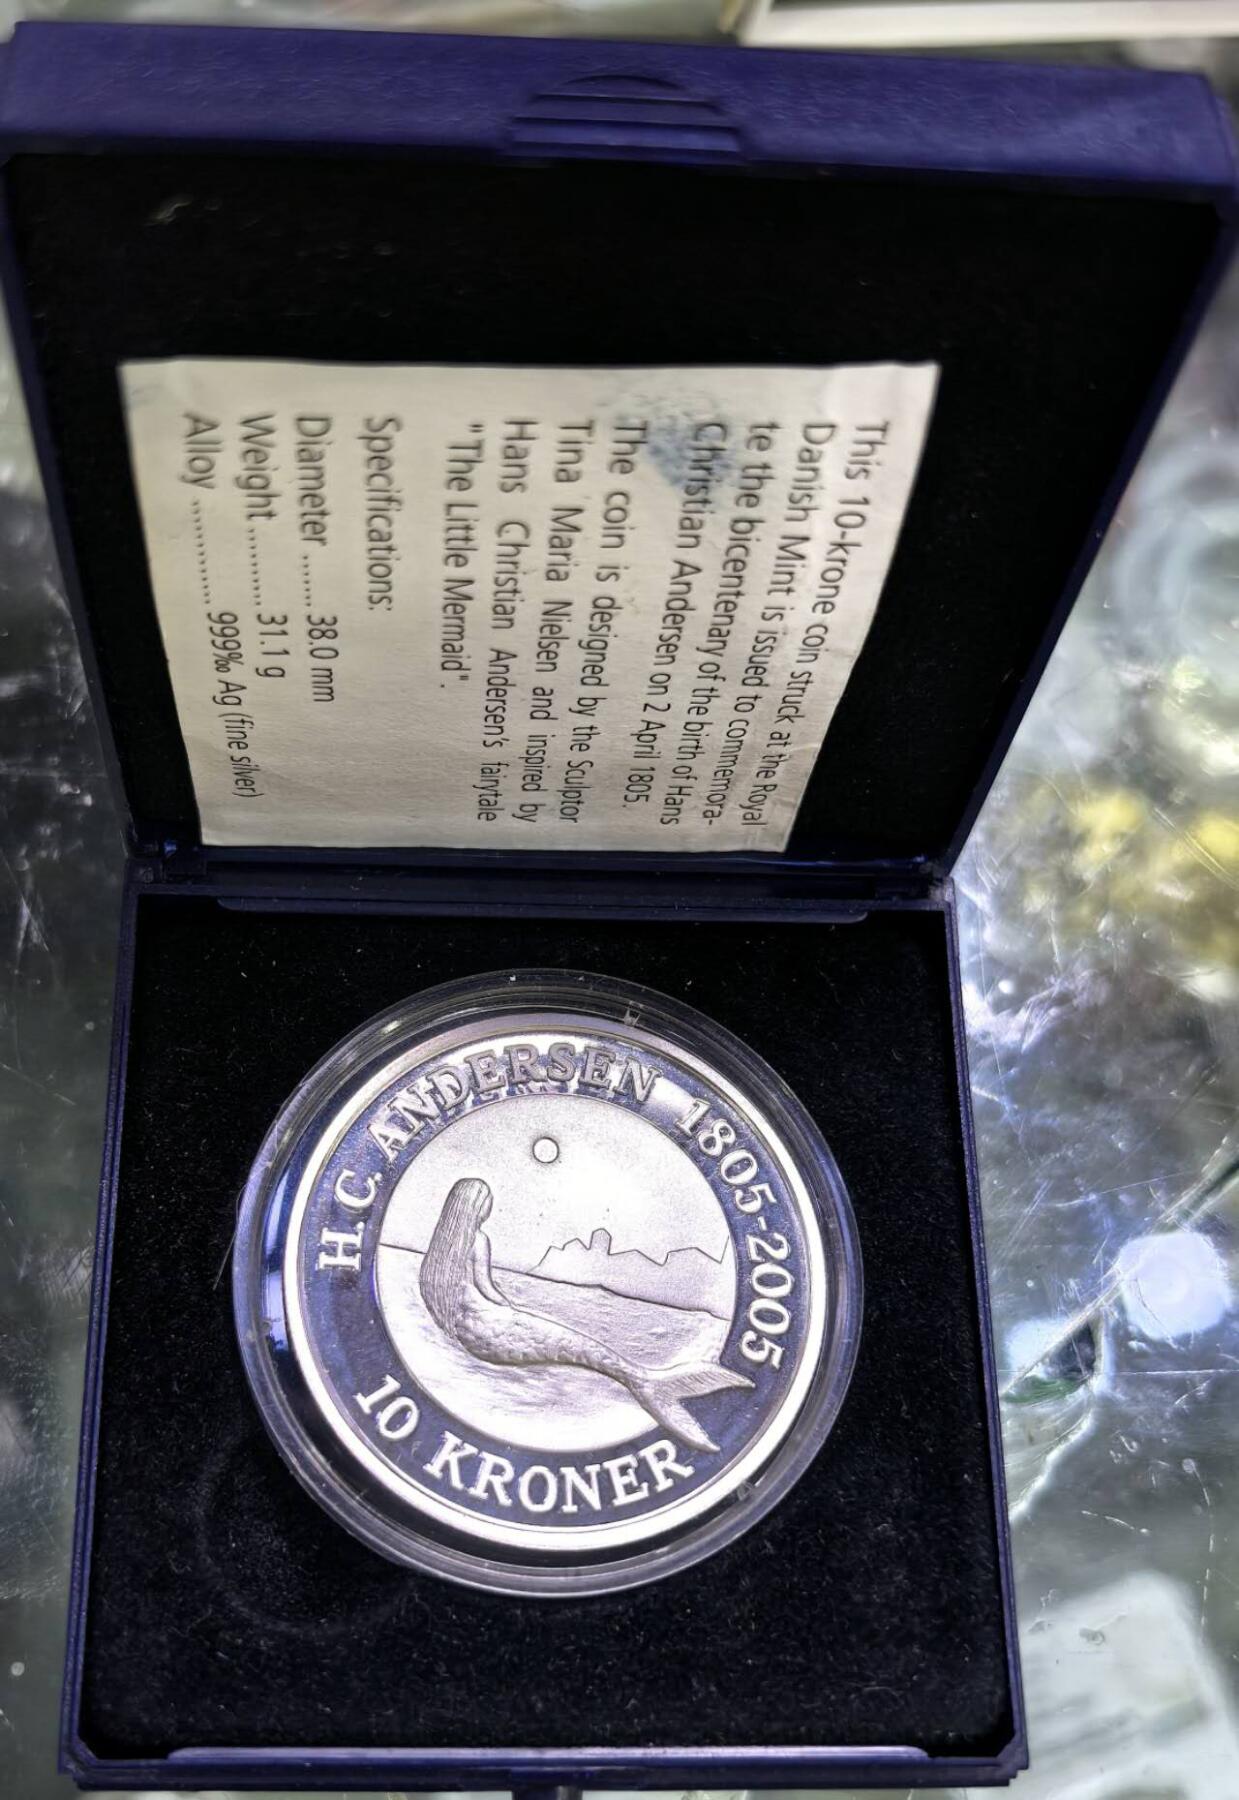 This 10-krone coin struck at the Royal
Danish Mint is issued to commemora-
te the bicentenary of the birth of Hans
Christian Andersen on 2 April 1805.
The coin is designed by the Sculptor
Tina Maria Nielsen and inspired by
Hans Christian Andersen's fairytale
"The Little Mermaid".
Specifications:
Diameter ....... 38.0 mm
Weight.......... 31.1 g
Alloy ............ 999‰ Ag (fine silver)
H.C. ANDERSEN 1805-2005
10 KRONER